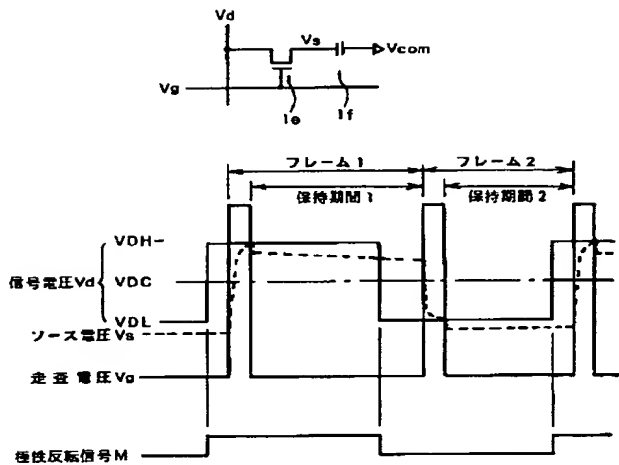 Vd
Vs
Vcom
Vg
1e
1f
フレーム1
フレーム2
保持期間1
保持期間2
VDH
信号電圧Vd
VDC
VDL
ソース電圧Vs
走査電圧Vg
極性反転信号M